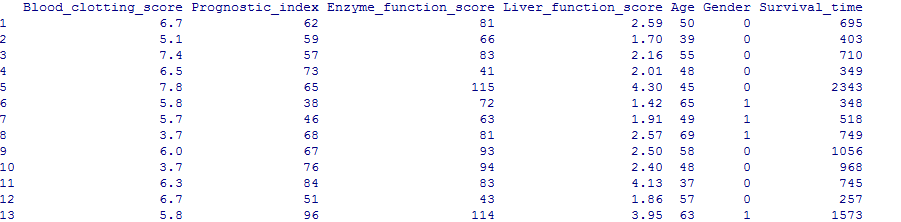 Blood_clotting_score Prognostic_index Enzyme_function_score Liver_function_score Age Gender Survival_time
1 6.7 62 81 2.59 50 0 695
2 5.1 59 66 1.70 39 0 403
3 7.4 57 83 2.16 55 0 710
4 6.5 73 41 2.01 48 0 349
5 7.8 65 115 4.30 45 0 2343
6 5.8 38 72 1.42 65 1 348
7 5.7 46 63 1.91 49 1 518
8 3.7 68 81 2.57 69 1 749
9 6.0 67 93 2.50 58 0 1056
10 3.7 76 94 2.40 48 0 968
11 6.3 84 83 4.13 37 0 745
12 6.7 51 43 1.86 57 0 257
13 5.8 96 114 3.95 63 1 1573